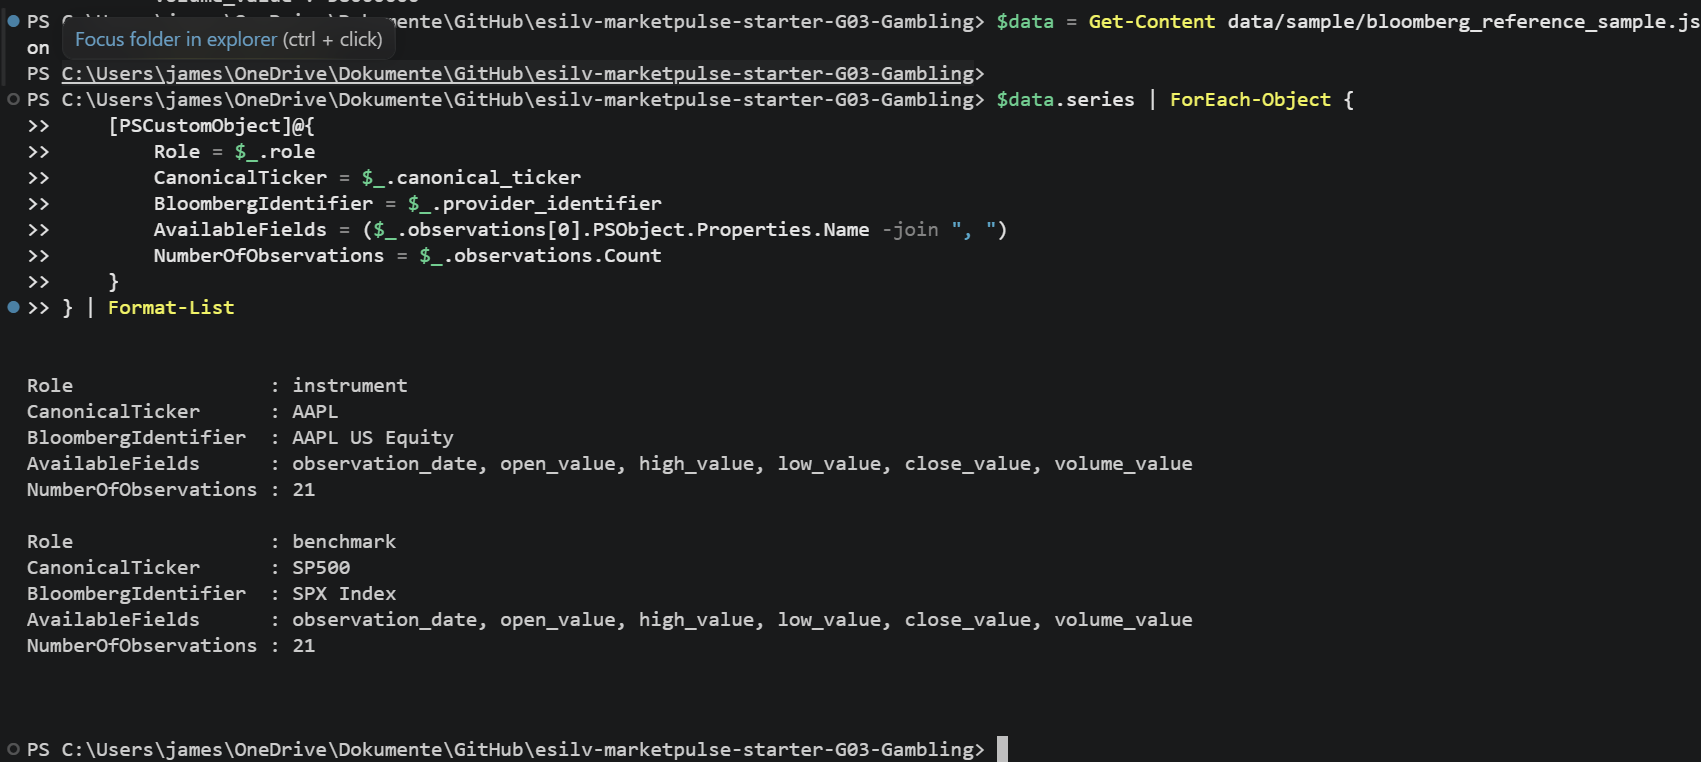 PS C:\Users\james\OneDrive\Dokumente\GitHub\esilv-marketpulse-starter-G03-Gambling> $data = Get-Content data/sample/bloomberg_reference_sample.js
Focus folder in explorer (ctrl + click)
on
PS C:\Users\james\OneDrive\Dokumente\GitHub\esilv-marketpulse-starter-G03-Gambling>
PS C:\Users\james\OneDrive\Dokumente\GitHub\esilv-marketpulse-starter-G03-Gambling> $data.series | ForEach-Object {
>>     [PSCustomObject]@{
>>         Role = $_.role
>>         CanonicalTicker = $_.canonical_ticker
>>         BloombergIdentifier = $_.provider_identifier
>>         AvailableFields = ($_.observations[0].PSObject.Properties.Name -join ", ")
>>         NumberOfObservations = $_.observations.Count
>>     }
>> } | Format-List
Role                 : instrument
CanonicalTicker      : AAPL
BloombergIdentifier  : AAPL US Equity
AvailableFields      : observation_date, open_value, high_value, low_value, close_value, volume_value
NumberOfObservations : 21
Role                 : benchmark
CanonicalTicker      : SP500
BloombergIdentifier  : SPX Index
AvailableFields      : observation_date, open_value, high_value, low_value, close_value, volume_value
NumberOfObservations : 21
PS C:\Users\james\OneDrive\Dokumente\GitHub\esilv-marketpulse-starter-G03-Gambling>